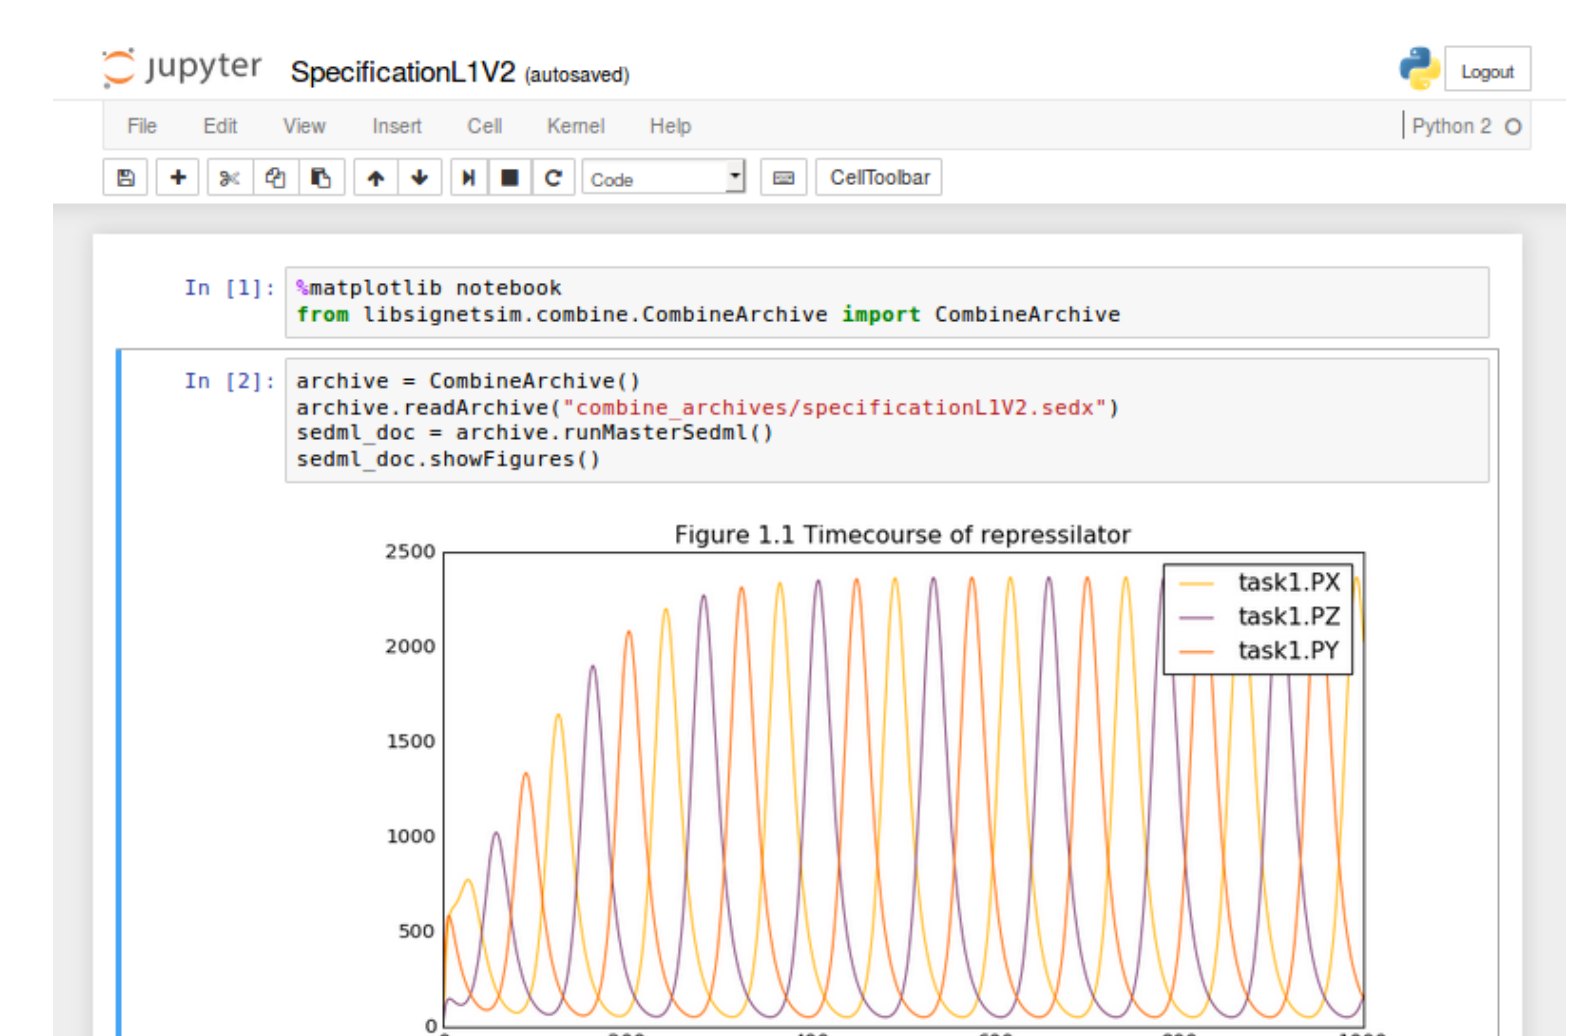 jupyter SpecificationL1V2 (autosaved) Logout
File Edit View Insert Cell Kernel Help Python 2
Code CellToolbar
In [1]: %matplotlib notebook
from libsignetsim.combine.CombineArchive import CombineArchive
In [2]: archive = CombineArchive()
archive.readArchive("combine_archives/specificationL1V2.sedx")
sedml_doc = archive.runMasterSedml()
sedml_doc.showFigures()
Figure 1.1 Timecourse of repressilator
2500
task1.PX
task1.PZ
task1.PY
2000
1500
1000
500
0